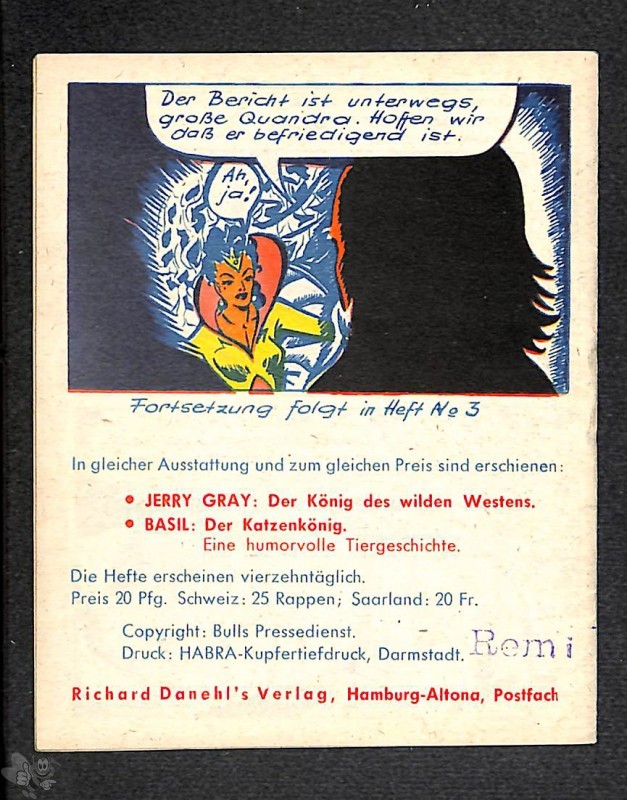 Der Bericht ist unterwegs,
große Quandra. Hoffen wir
daß er befriedigend ist.
Ah,
ja!
Fortsetzung folgt in Heft No 3
In gleicher Ausstattung und zum gleichen Preis sind erschienen:
• JERRY GRAY: Der König des wilden Westens.
• BASIL: Der Katzenkönig.
Eine humorvolle Tiergeschichte.
Die Hefte erscheinen vierzehntäglich.
Preis 20 Pfg. Schweiz: 25 Rappen; Saarland: 20 Fr.
Copyright: Bulls Pressedienst.
Druck: HABRA-Kupfertiefdruck, Darmstadt.
Remi
Richard Danehl's Verlag, Hamburg-Altona, Postfach